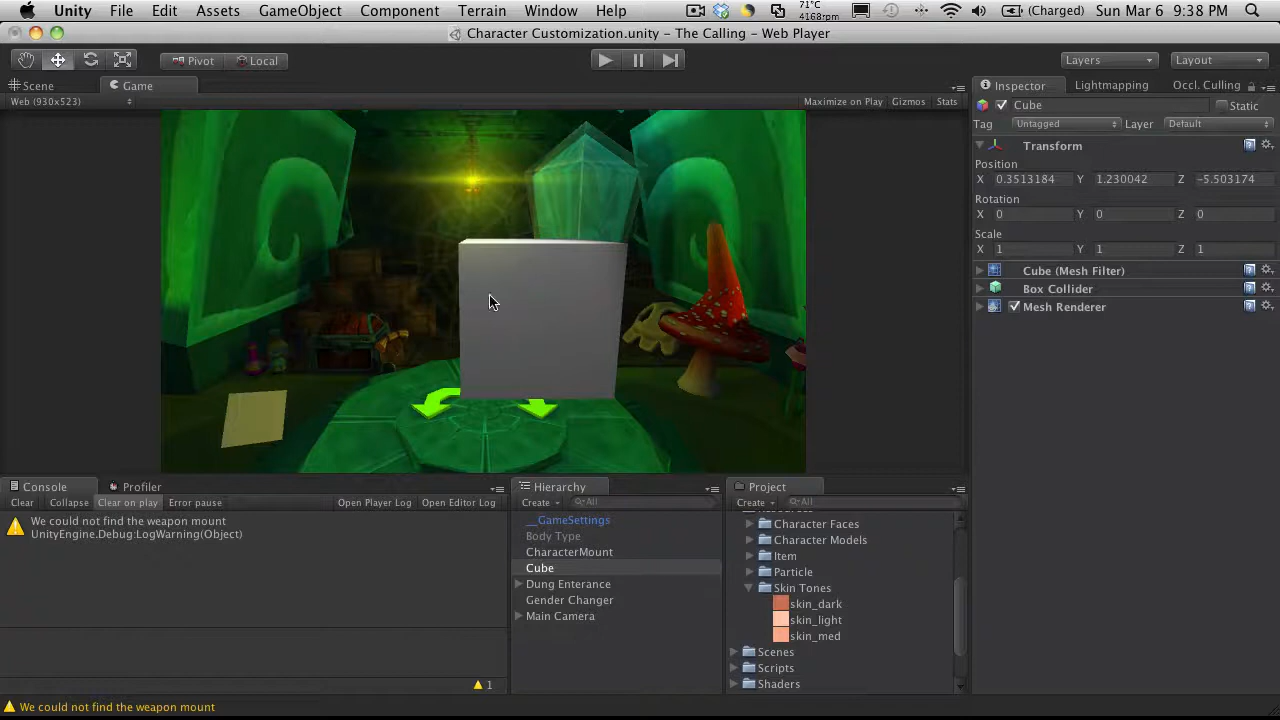 Unity File Edit Assets GameObject Component Terrain Window Help 71°C 4168rpm (Charged) Sun Mar 6 9:38 PM
Character Customization.unity – The Calling – Web Player
Pivot Local Layers Layout
Scene Game
Web (930x523) Maximize on Play Gizmos Stats
Inspector Lightmapping Occl. Culling
Cube Static
Tag Untagged Layer Default
Transform
Position
X 0.3513184 Y 1.230042 Z -5.503174
Rotation
X 0 Y 0 Z 0
Scale
X 1 Y 1 Z 1
Cube (Mesh Filter)
Box Collider
Mesh Renderer
Console Profiler
Clear Collapse Clear on play Error pause Open Player Log Open Editor Log
We could not find the weapon mount
UnityEngine.Debug:LogWarning(Object)
1
Hierarchy
Create All
__GameSettings
Body Type
CharacterMount
Cube
Dung Enterance
Gender Changer
Main Camera
Project
Create All
Character Faces
Character Models
Item
Particle
Skin Tones
skin_dark
skin_light
skin_med
Scenes
Scripts
Shaders
We could not find the weapon mount